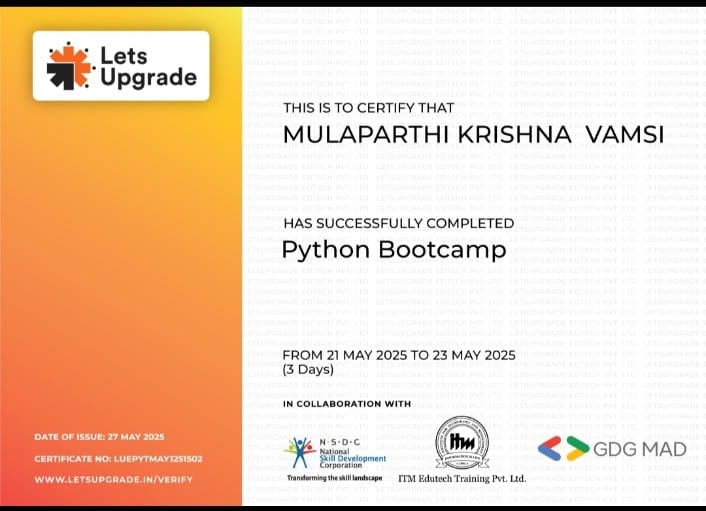 Lets
Upgrade
THIS IS TO CERTIFY THAT
MULAPARTHI KRISHNA VAMSI
HAS SUCCESSFULLY COMPLETED
Python Bootcamp
FROM 21 MAY 2025 TO 23 MAY 2025
(3 Days)
IN COLLABORATION WITH
N·S·D·C
National
Skill Development
Corporation
Transforming the skill landscape
itm
ITM Edutech Training Pvt. Ltd.
GDG MAD
DATE OF ISSUE: 27 MAY 2025
CERTIFICATE NO: LUEPYTMAY1251502
WWW.LETSUPGRADE.IN/VERIFY